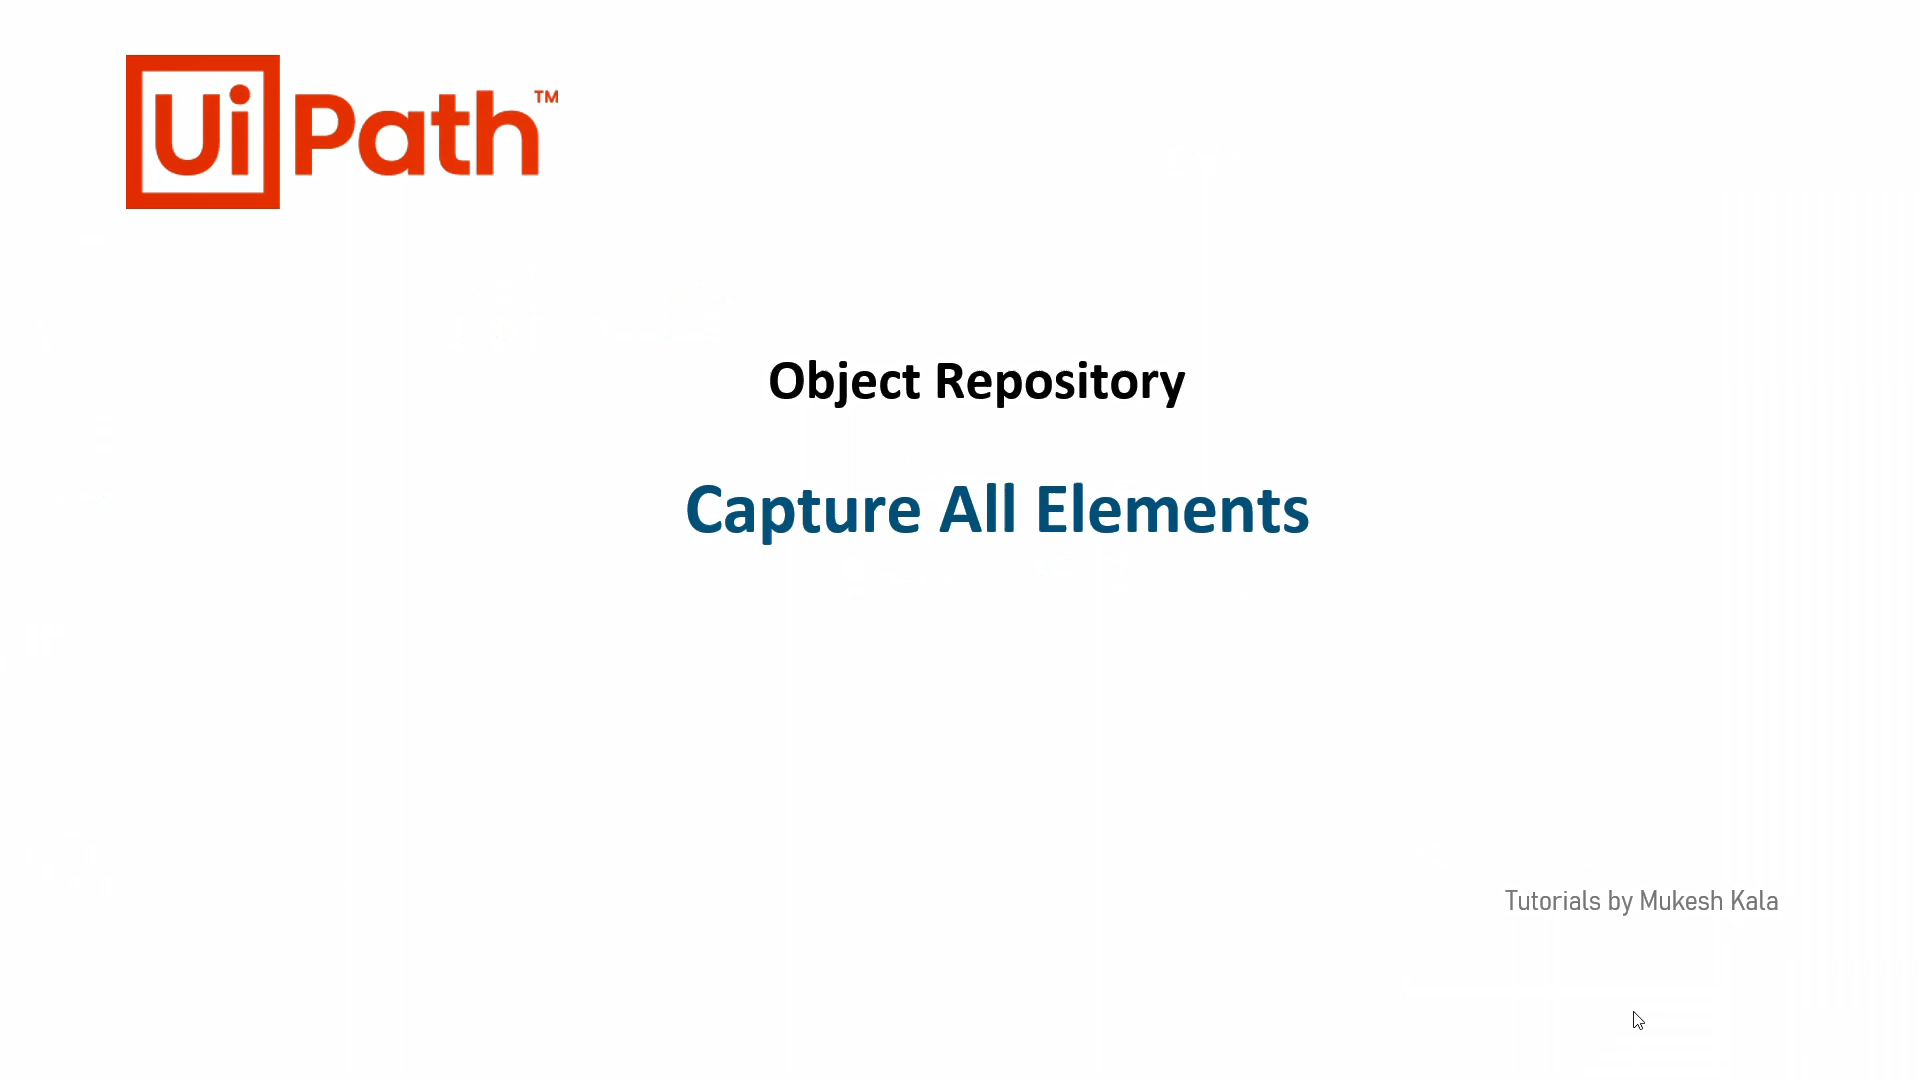 UiPath™
Object Repository
Capture All Elements
Tutorials by Mukesh Kala